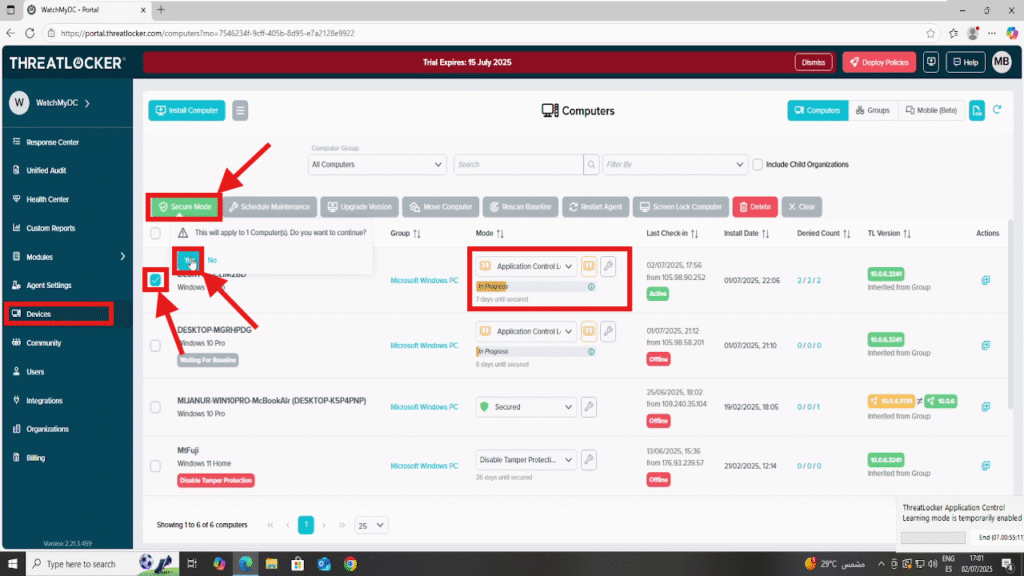 WatchMyDC - Portal
https://portal.threatlocker.com/computers?mo=7546234f-9cff-405b-8d95-e7a2128e9922
THREATLOCKER
Trial Expires: 15 July 2025
Dismiss
Deploy Policies
Help
MB
W
WatchMyDC
Response Center
Unified Audit
Health Center
Custom Reports
Modules
Agent Settings
Devices
Community
Users
Integrations
Organizations
Billing
Version 2.21.3.459
Install Computer
Computers
Computers
Groups
Mobile (Beta)
Computer Group
All Computers
Search
Filter By
Include Child Organizations
Secure Mode
Schedule Maintenance
Upgrade Version
Move Computer
Rescan Baseline
Restart Agent
Screen Lock Computer
Delete
Clear
This will apply to 1 Computer(s). Do you want to continue?
Yes
No
Group
Mode
Last Check-in
Install Date
Denied Count
TL Version
Actions
Windows
Microsoft Windows PC
Application Control L
In Progress
7 days until secured
02/07/2025, 17:56
from 105.98.90.252
Active
01/07/2025, 22:06
2/2/2
10.0.6.3241
Inherited from Group
DESKTOP-MGRHPDG
Windows 10 Pro
Waiting For Baseline
Microsoft Windows PC
Application Control L
In Progress
6 days until secured
01/07/2025, 21:12
from 105.98.58.201
Offline
01/07/2025, 21:10
0/0/0
10.0.6.3241
Inherited from Group
MIJANUR-WIN10PRO-McBookAIr (DESKTOP-K5P4PNP)
Windows 10 Pro
Microsoft Windows PC
Secured
25/06/2025, 18:02
from 109.240.35.104
Offline
19/02/2025, 18:05
0/0/1
≠
10.0.6
Inherited from Group
MtFuji
Windows 11 Home
Disable Tamper Protection
Microsoft Windows PC
Disable Tamper Protecti...
26 days until secured
13/06/2025, 15:36
from 176.93.239.57
Offline
21/02/2025, 12:14
0/0/0
10.0.6.3241
Inherited from Group
Showing 1 to 6 of 6 computers
1
25
ThreatLocker Application Control
Learning mode is temporarily enabled
End (07.00:55:11)
Type here to search
29°C
مشمس
ENG
ES
17:01
02/07/2025